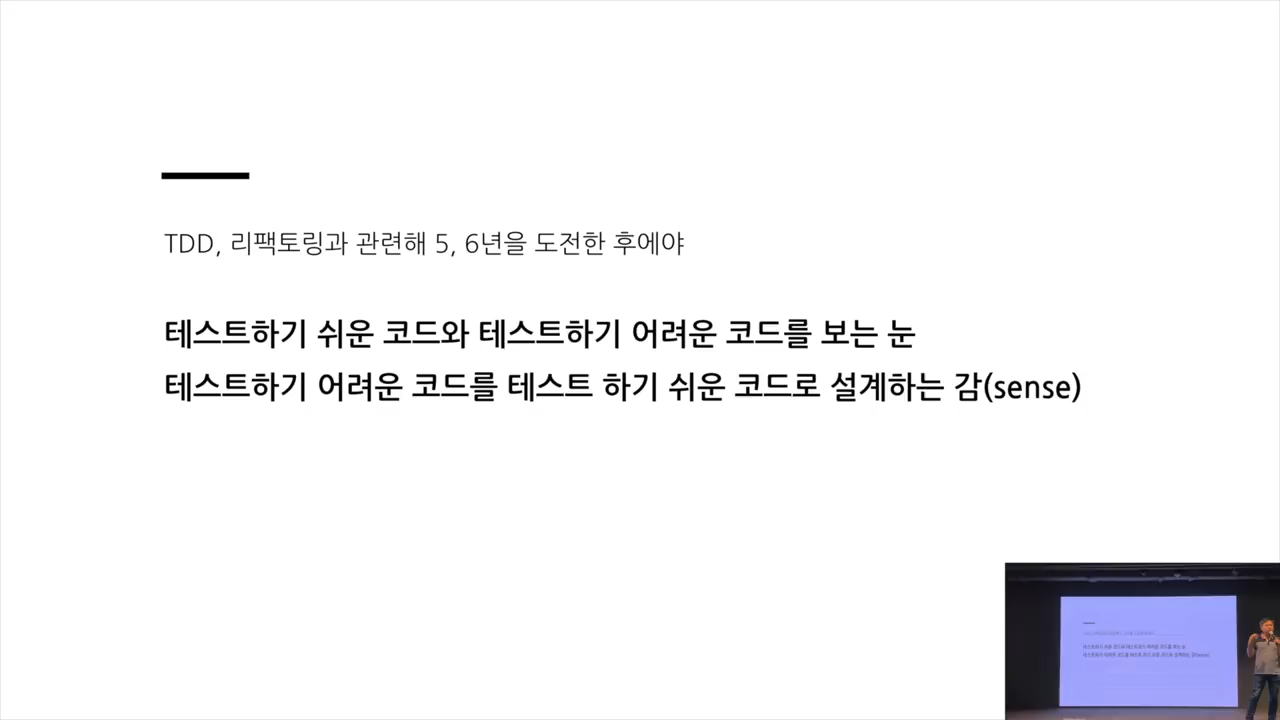 TDD, 리팩토링과 관련해 5, 6년을 도전한 후에야
테스트하기 쉬운 코드와 테스트하기 어려운 코드를 보는 눈
테스트하기 어려운 코드를 테스트 하기 쉬운 코드로 설계하는 감(sense)